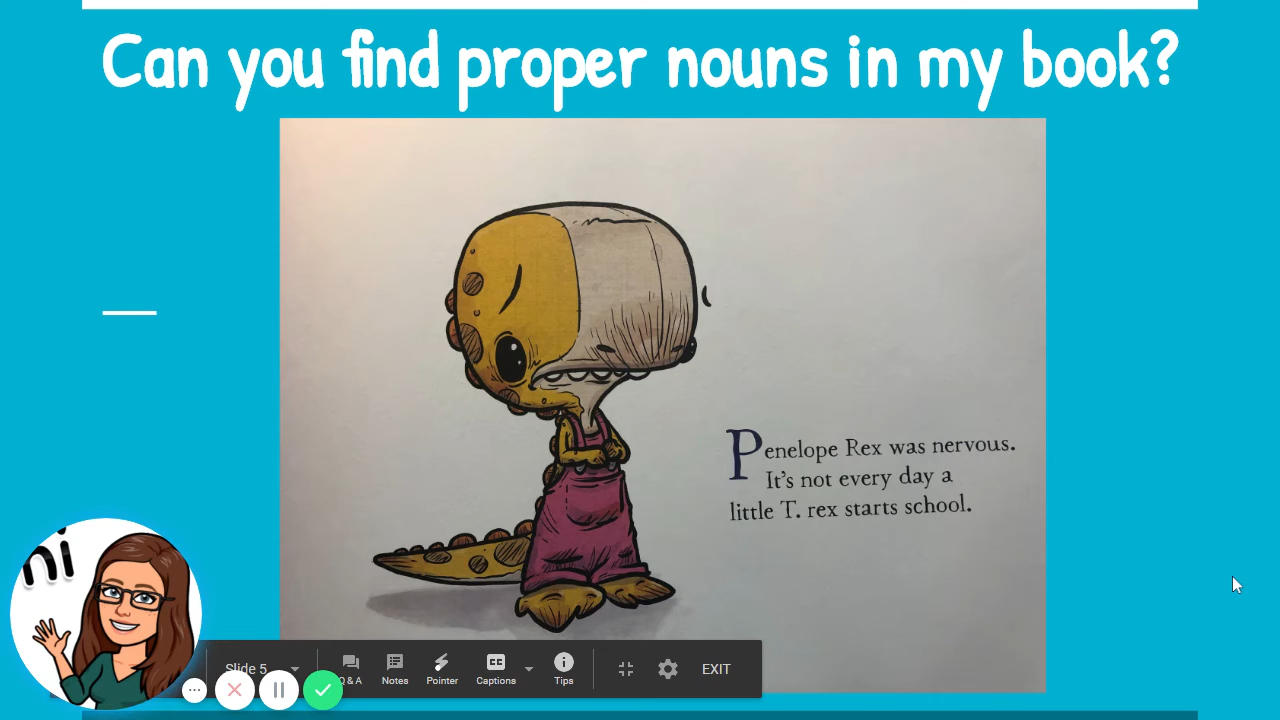 Can you find proper nouns in my book?
Penelope Rex was nervous.
It's not every day a
little T. rex starts school.
hi
Slide 5
Q & A
Notes
Pointer
Captions
Tips
EXIT